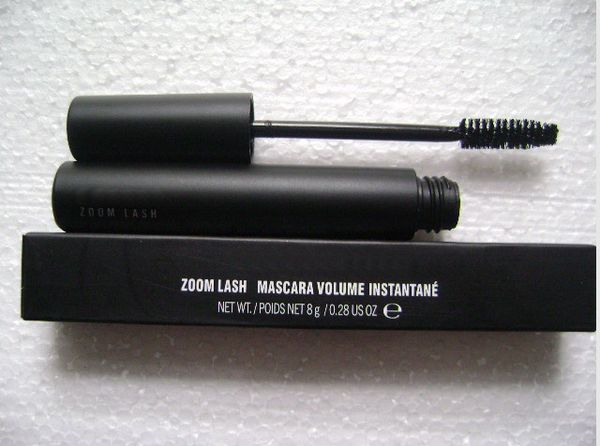 ZOOM LASH
ZOOM LASH MASCARA VOLUME INSTANTANÉ
NET WT./POIDS NET 8 g / 0.28 US OZ ℮